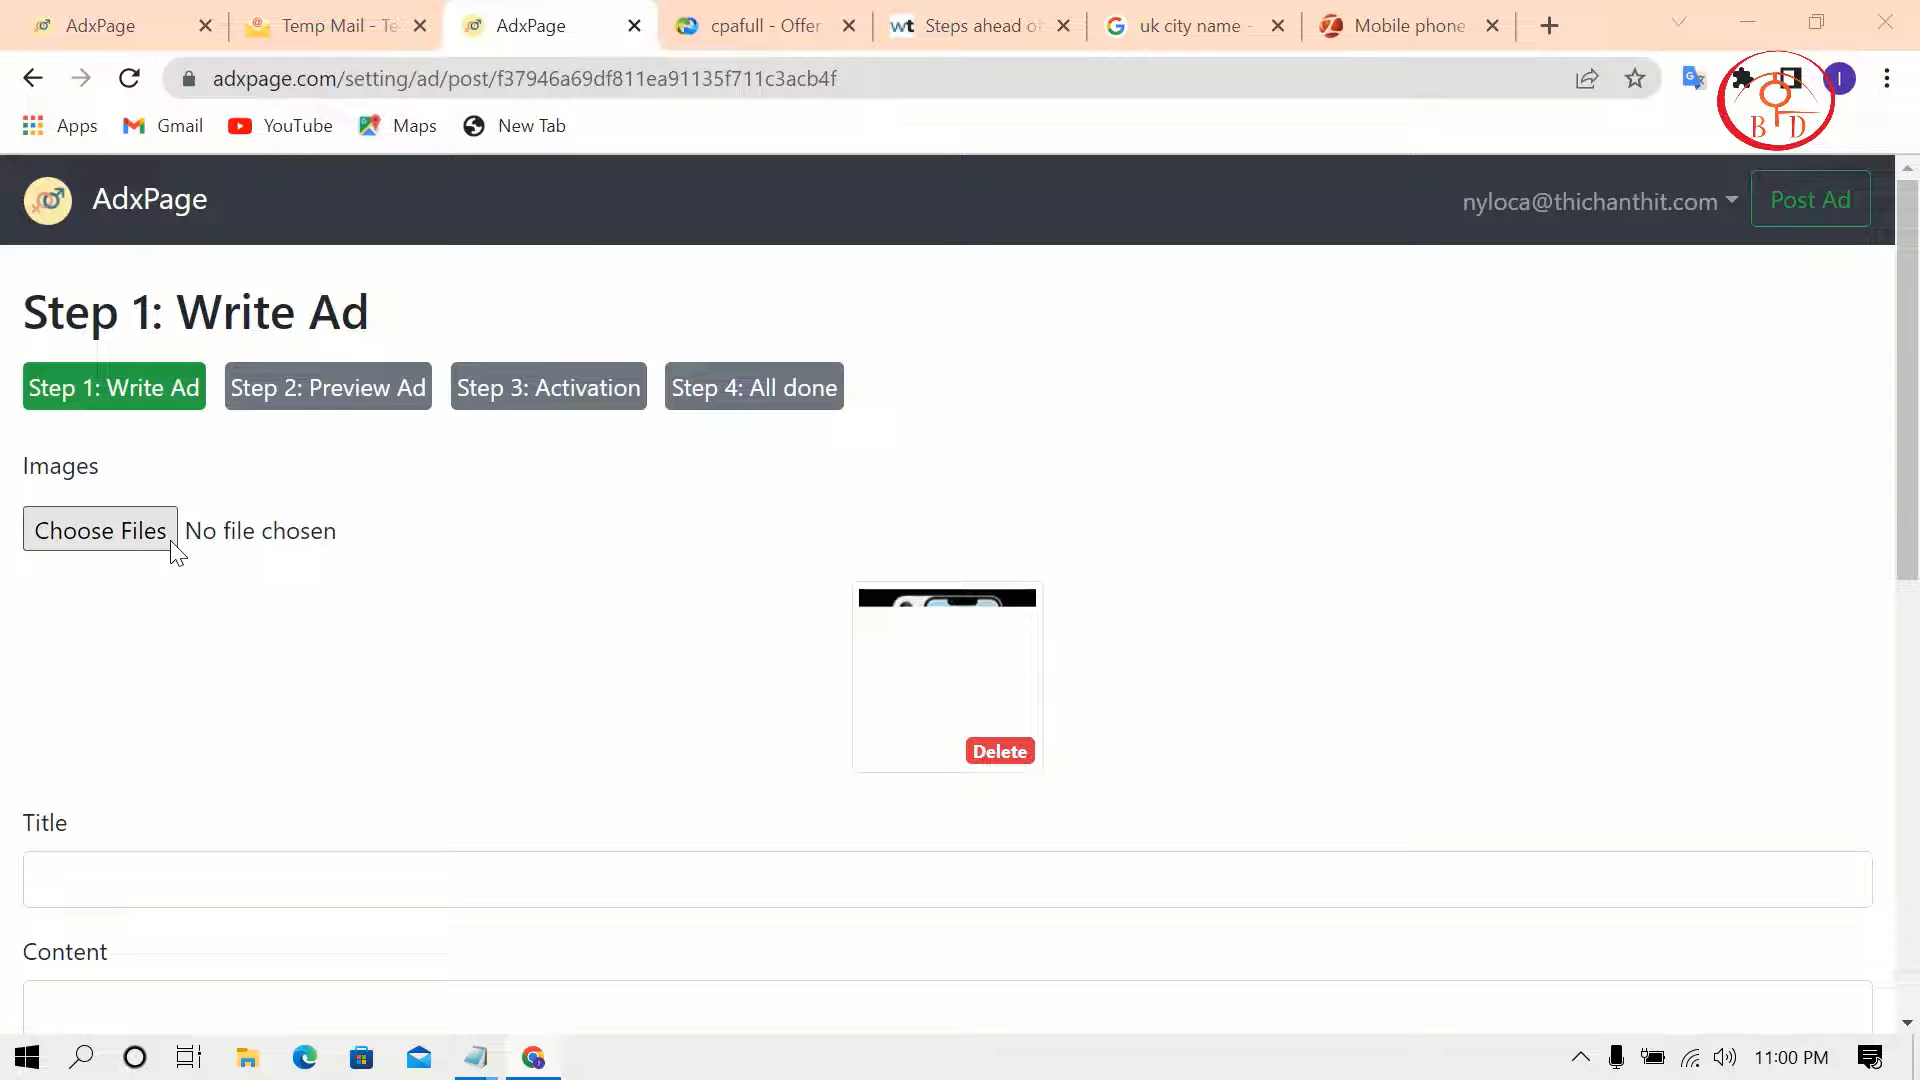 AdxPage
Temp Mail - Te
AdxPage
cpafull - Offer
wt Steps ahead of
uk city name -
Mobile phone
adxpage.com/setting/ad/post/f37946a69df811ea91135f711c3acb4f
I
B D
Apps
Gmail
YouTube
Maps
New Tab
AdxPage
nyloca@thichanthit.com
Post Ad
Step 1: Write Ad
Step 1: Write Ad
Step 2: Preview Ad
Step 3: Activation
Step 4: All done
Images
Choose Files No file chosen
Delete
Title
Content
11:00 PM